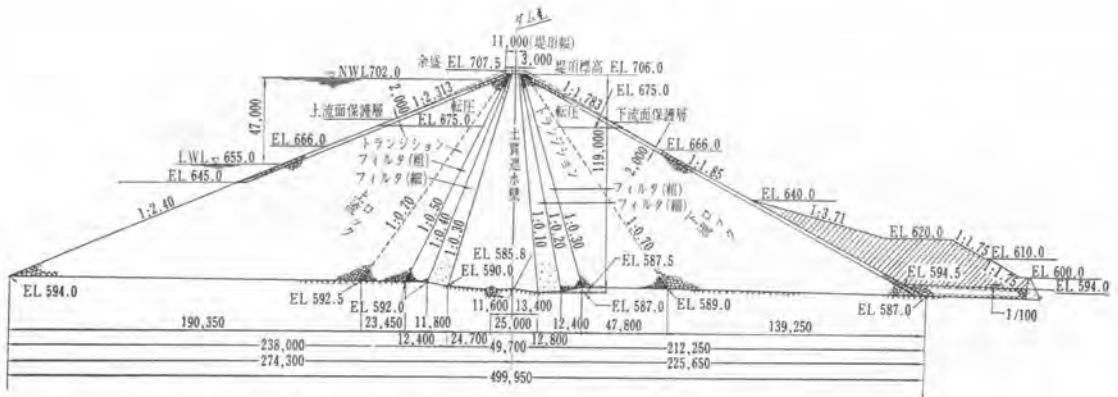 ダム軸
11,000(堤頂幅)
余盛 EL 707.5
3,000
堤頂標高
EL 706.0
NWL702.0
2,000
1:2.313
転圧
転圧
1:1.783
EL 675.0
上流面保護層
EL 675.0
下流面保護層
47,000
EL 666.0
トランジション
フィルタ(粗)
フィルタ(細)
土質遮水壁
トランジション
119,000
2,000
EL 666.0
1:1.85
LWL 655.0
EL 645.0
1:2.40
1:0.70
1:0.50
1:0.40
1:0.30
1:0.10
1:0.20
1:0.30
1:0.70
フィルタ(粗)
フィルタ(細)
EL 640.0
1:3.71
EL 620.0
1:1.75
EL 610.0
1:1.75
EL 600.0
EL 594.5
EL 594.0
EL 585.8
EL 590.0
EL 587.5
EL 594.0
EL 592.5
EL 592.0
EL 587.0
EL 589.0
EL 587.0
1/100
11,600
13,400
190,350
23,450
11,800
25,000
12,400
47,800
139,250
12,400
24,700
49,700
12,800
238,000
212,250
274,300
225,650
499,950